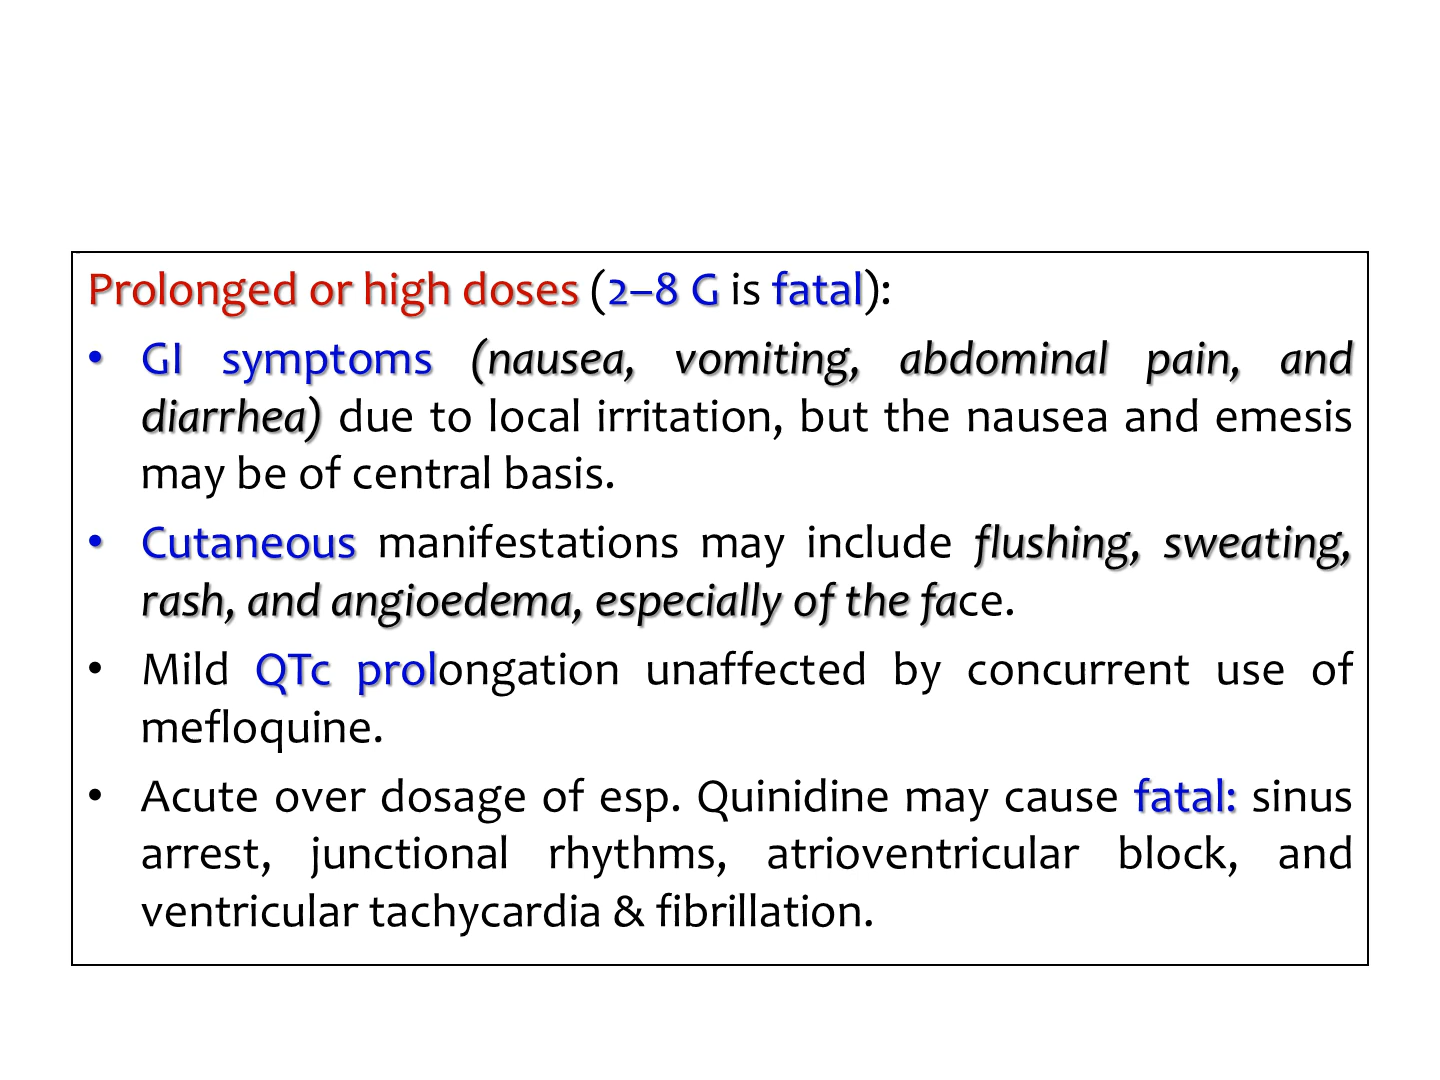 Prolonged or high doses (2–8 G is fatal):
• GI symptoms (nausea, vomiting, abdominal pain, and
diarrhea) due to local irritation, but the nausea and emesis
may be of central basis.
• Cutaneous manifestations may include flushing, sweating,
rash, and angioedema, especially of the face.
• Mild QTc prolongation unaffected by concurrent use of
mefloquine.
• Acute over dosage of esp. Quinidine may cause fatal: sinus
arrest, junctional rhythms, atrioventricular block, and
ventricular tachycardia & fibrillation.